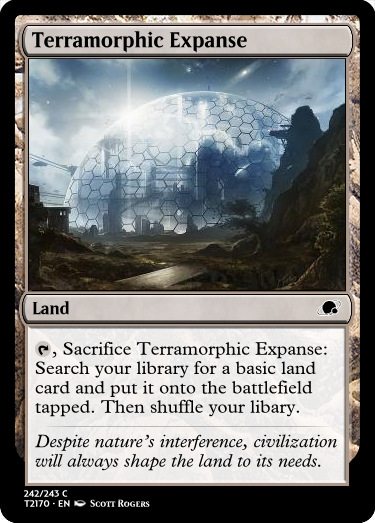 Terramorphic Expanse
Land
, Sacrifice Terramorphic Expanse:
Search your library for a basic land
card and put it onto the battlefield
tapped. Then shuffle your libary.
Despite nature's interference, civilization
will always shape the land to its needs.
242/243 C
T2170 · EN Scott Rogers